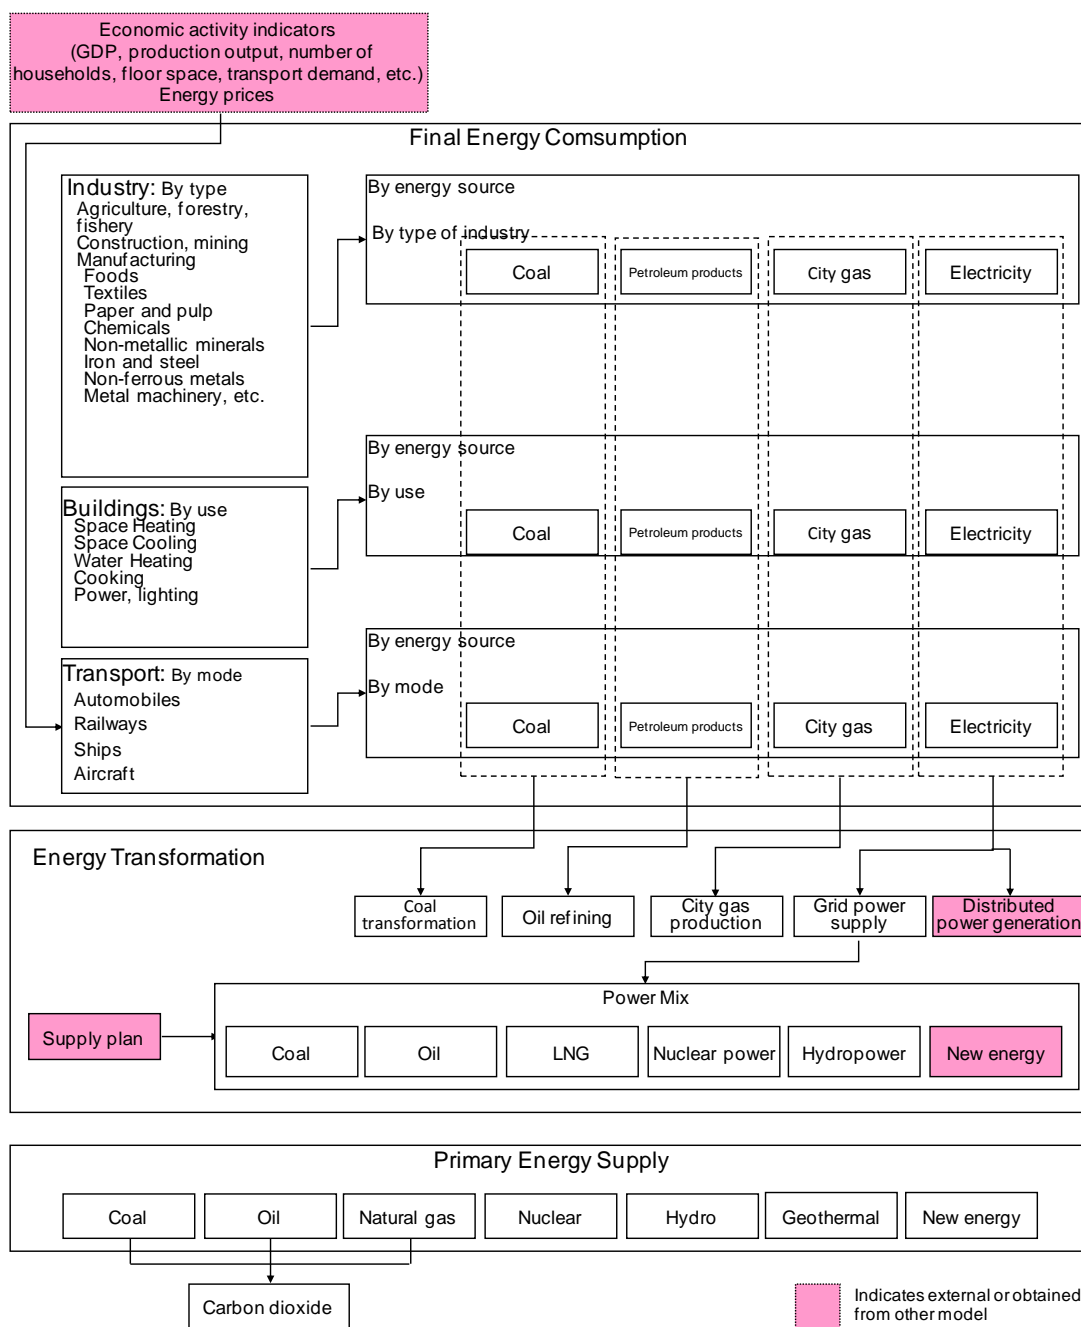 Economic activity indicators
(GDP, production output, number of
households, floor space, transport demand, etc.)
Energy prices
Final Energy Comsumption
Industry: By type
Agriculture, forestry,
fishery
Construction, mining
Manufacturing
Foods
Textiles
Paper and pulp
Chemicals
Non-metallic minerals
Iron and steel
Non-ferrous metals
Metal machinery, etc.
By energy source
By type of industry
Coal
Petroleum products
City gas
Electricity
Buildings: By use
Space Heating
Space Cooling
Water Heating
Cooking
Power, lighting
By energy source
By use
Coal
Petroleum products
City gas
Electricity
Transport: By mode
Automobiles
Railways
Ships
Aircraft
By energy source
By mode
Coal
Petroleum products
City gas
Electricity
Energy Transformation
Coal
transformation
Oil refining
City gas
production
Grid power
supply
Distributed
power generation
Supply plan
Power Mix
Coal
Oil
LNG
Nuclear power
Hydropower
New energy
Primary Energy Supply
Coal
Oil
Natural gas
Nuclear
Hydro
Geothermal
New energy
Carbon dioxide
Indicates external or obtained
from other model